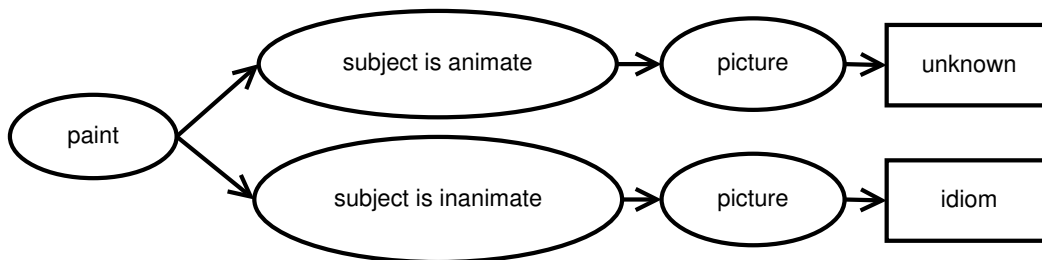 subject is animate
picture
unknown
paint
subject is inanimate
picture
idiom